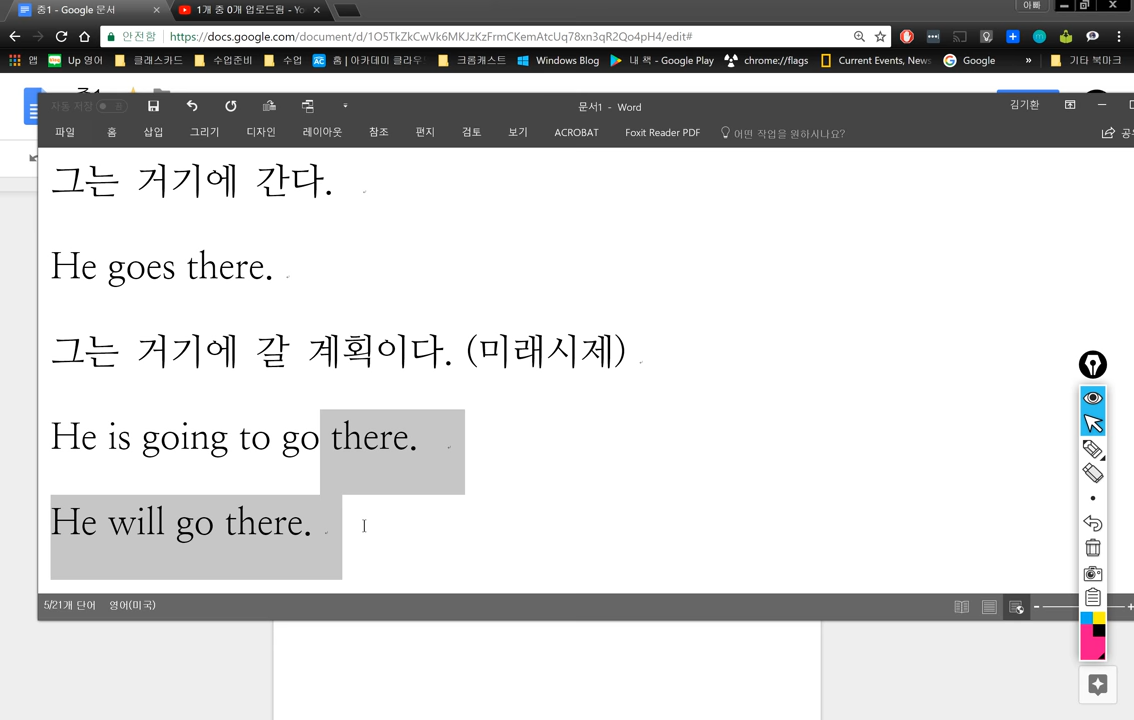 중1 - Google 문서
1개 중 0개 업로드됨 - Yo
아빠
안전함
https://docs.google.com/document/d/1O5TkZkCwVk6MKJzKzFrmCKemAtcUq78xn3qR2Qo4pH4/edit#
앱 Up 영어 클래스카드 수업준비 수업 홈 | 아카데미 클라우 크롬캐스트 Windows Blog 내 책 - Google Play chrome://flags Current Events, News Google » 기타 북마크
자동 저장
문서1 - Word
김기환
파일 홈 삽입 그리기 디자인 레이아웃 참조 편지 검토 보기 ACROBAT Foxit Reader PDF 어떤 작업을 원하시나요?
그는 거기에 간다.
He goes there.
그는 거기에 갈 계획이다. (미래시제)
He is going to go there.
He will go there.
5/21개 단어 영어(미국)